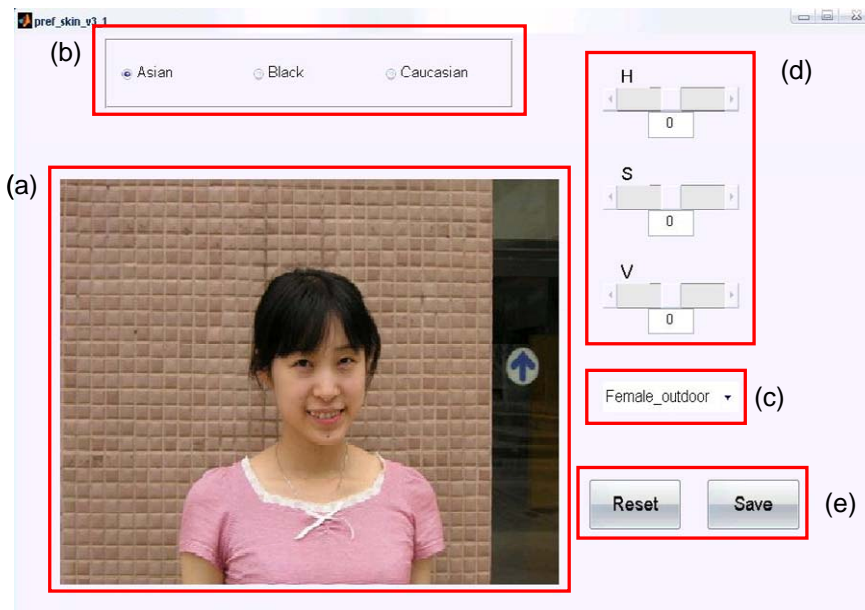 pref_skin_v3_1
(b)
Asian Black Caucasian
(d)
H
0
S
0
V
0
(a)
Female_outdoor
(c)
Reset Save
(e)